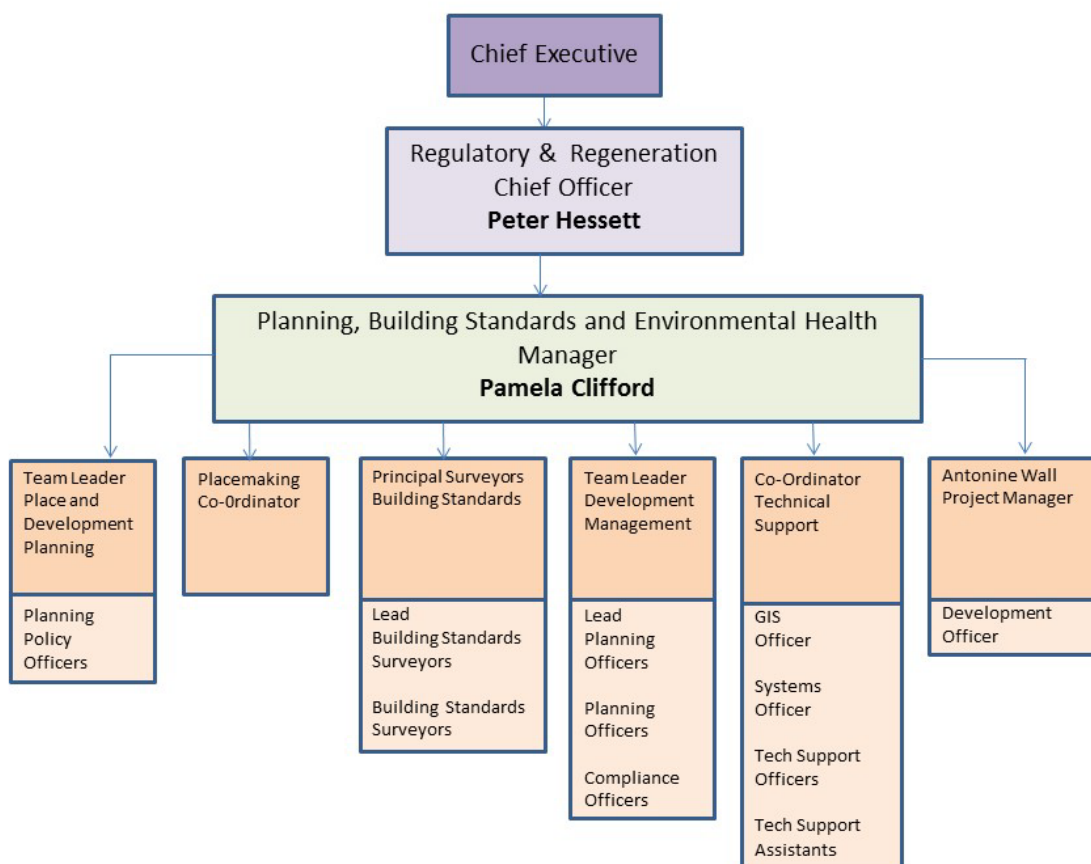 Chief Executive
Regulatory & Regeneration
Chief Officer
Peter Hessett
Planning, Building Standards and Environmental Health
Manager
Pamela Clifford
Team Leader
Place and
Development
Planning
Planning
Policy
Officers
Placemaking
Co-0rdinator
Principal Surveyors
Building Standards
Lead
Building Standards
Surveyors
Building Standards
Surveyors
Team Leader
Development
Management
Lead
Planning
Officers
Planning
Officers
Compliance
Officers
Co-Ordinator
Technical
Support
GIS
Officer
Systems
Officer
Tech Support
Officers
Tech Support
Assistants
Antonine Wall
Project Manager
Development
Officer